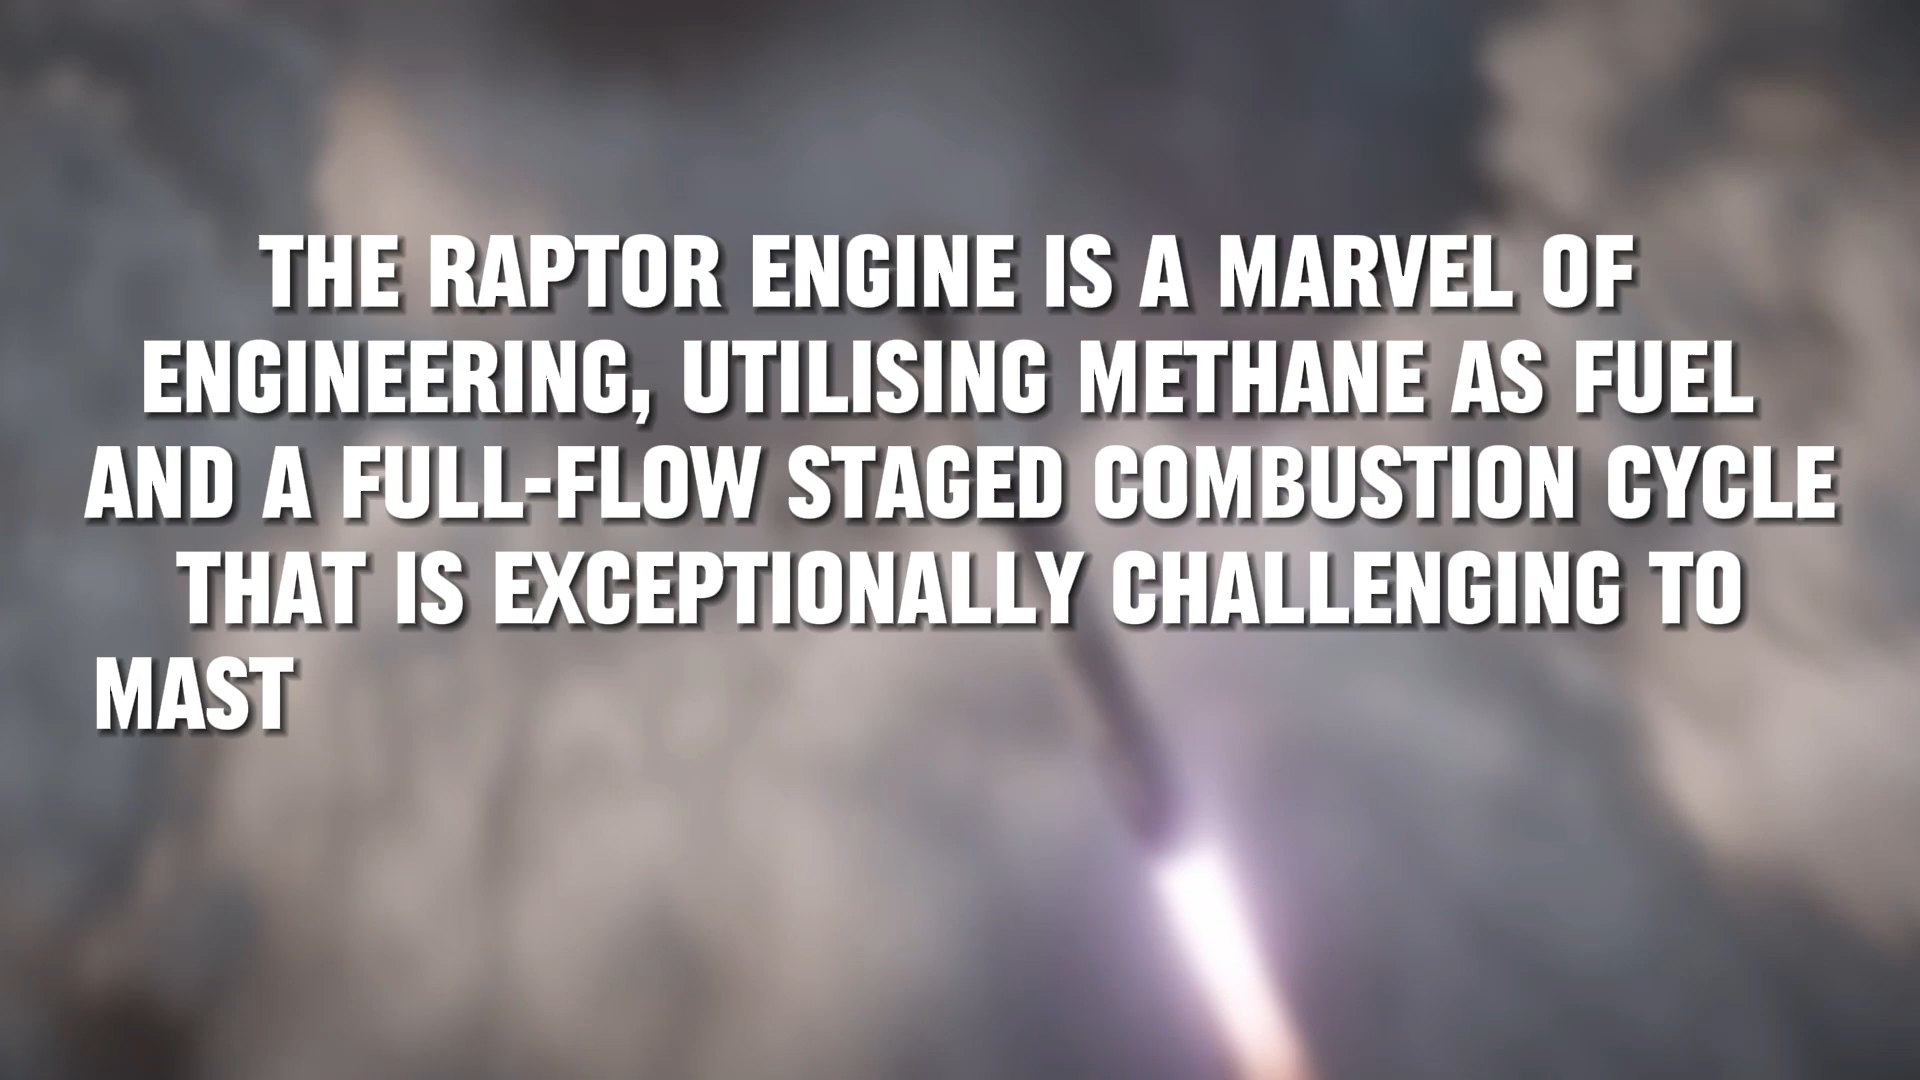 THE RAPTOR ENGINE IS A MARVEL OF
ENGINEERING, UTILISING METHANE AS FUEL
AND A FULL-FLOW STAGED COMBUSTION CYCLE
THAT IS EXCEPTIONALLY CHALLENGING TO
MAST